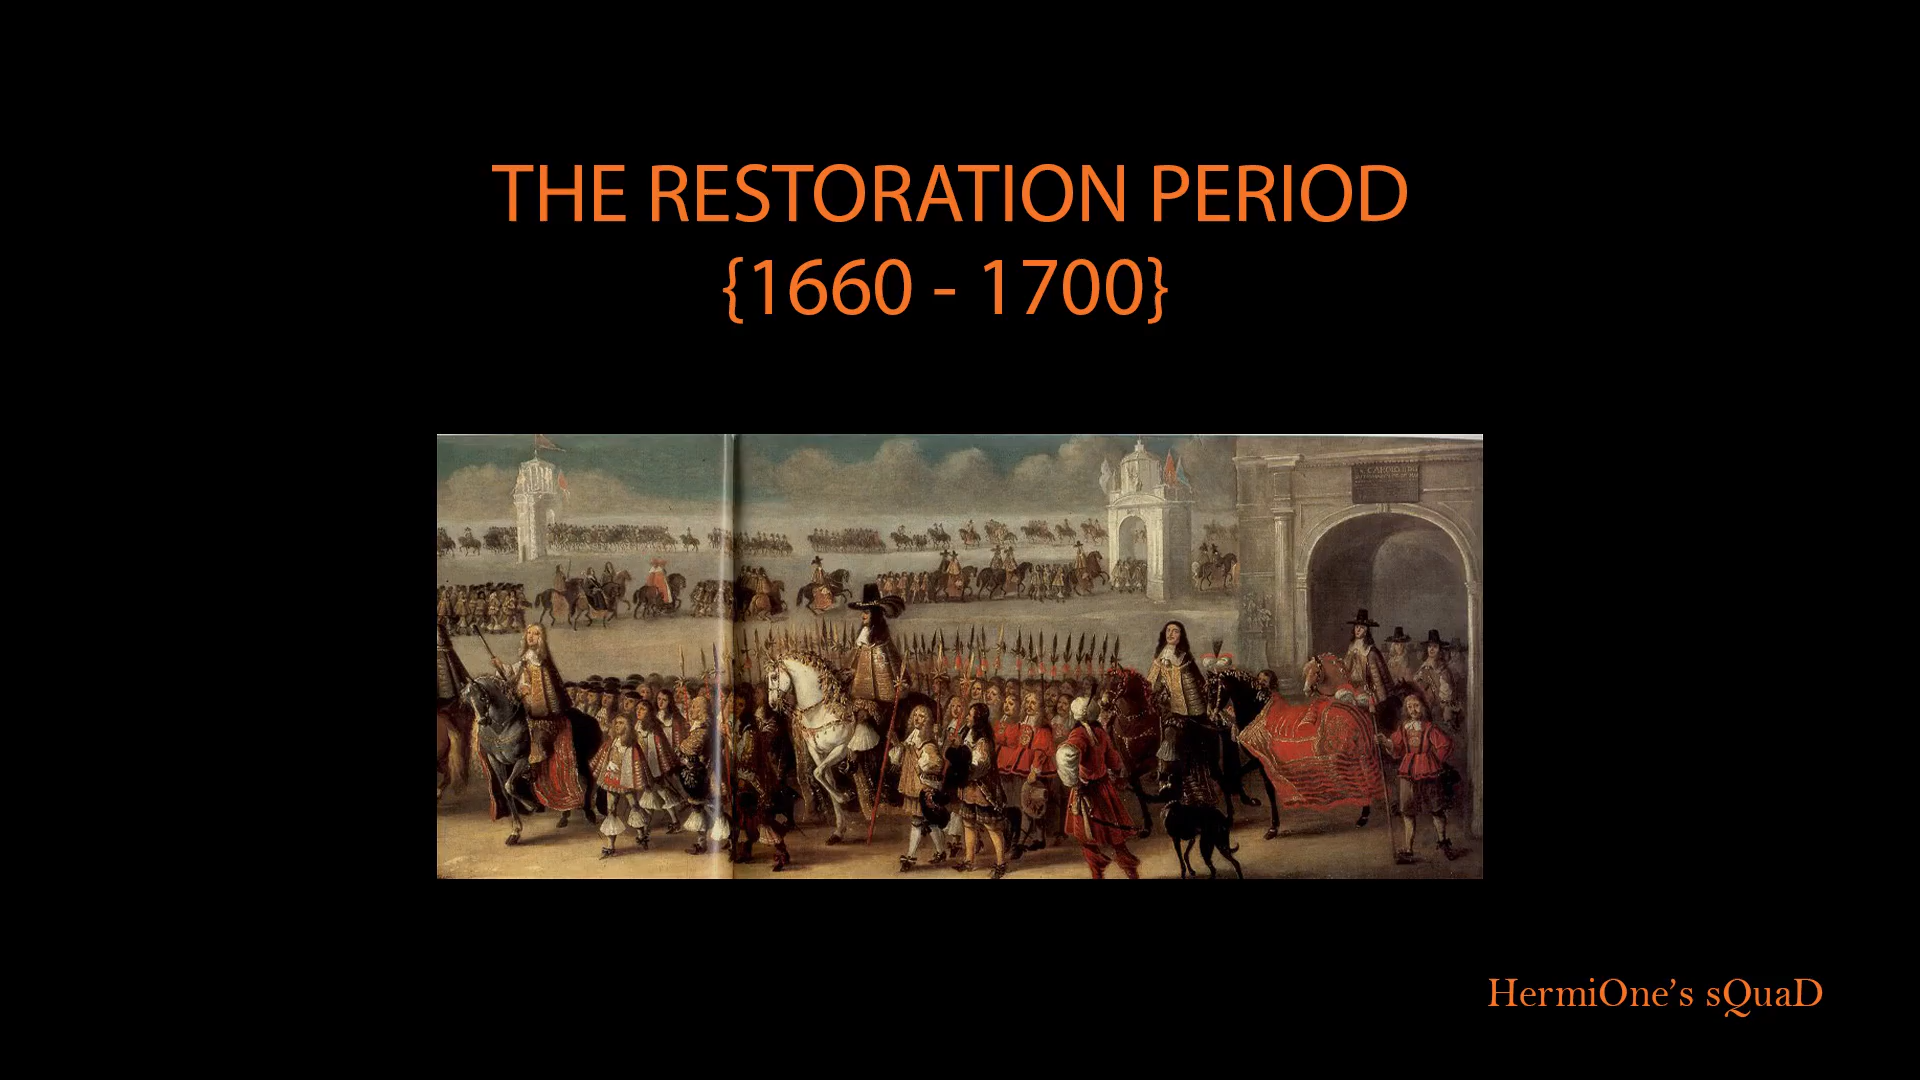 THE RESTORATION PERIOD
{1660 - 1700}
HermiOne's sQuaD